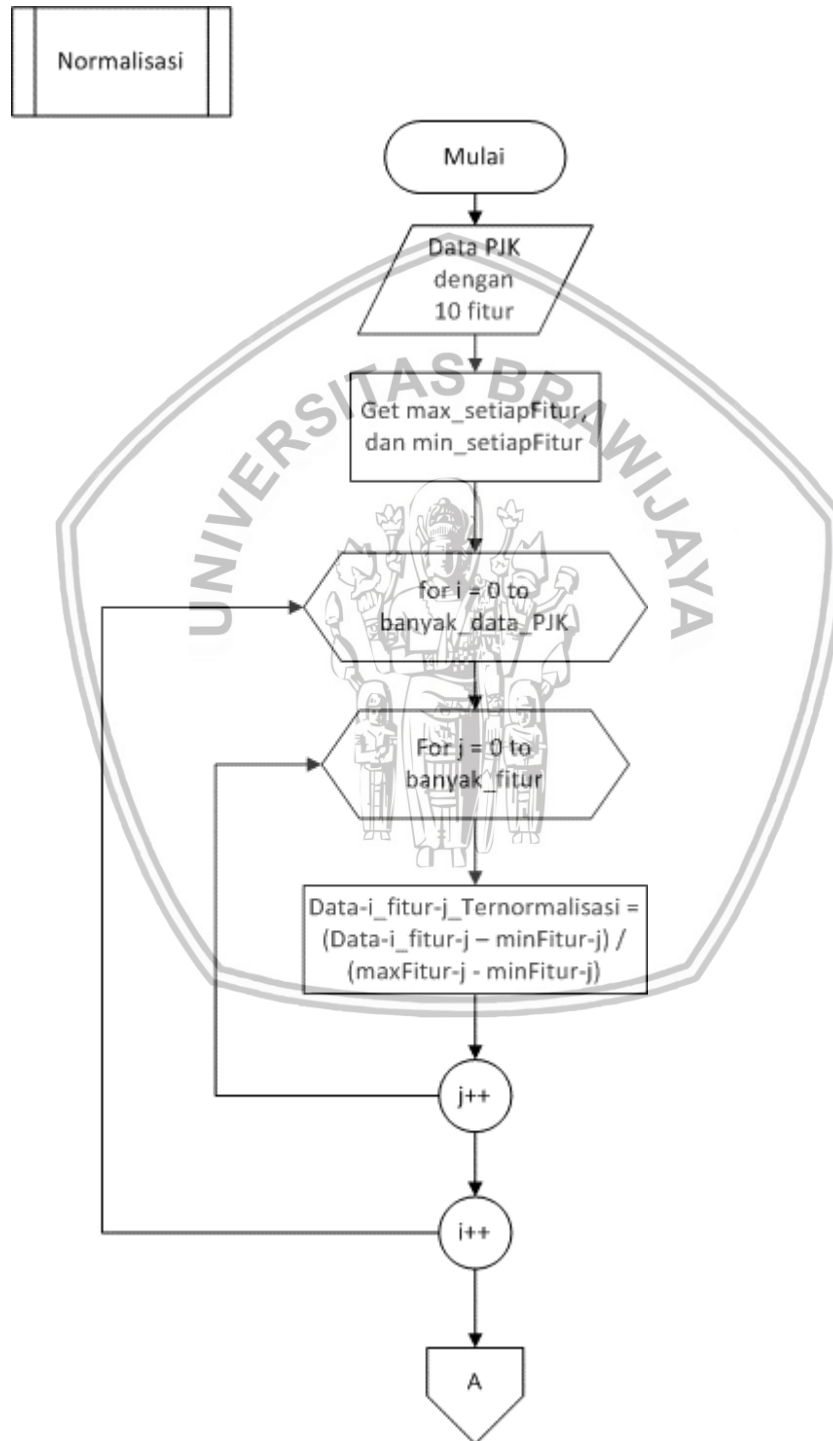 Normalisasi
Mulai
Data PJK
dengan
10 fitur
UNIVERSITAS BRAWIJAYA
Get max_setiapFitur,
dan min_setiapFitur
for i = 0 to
banyak_data_PJK
For j = 0 to
banyak_fitur
Data-i_fitur-j_Ternormalisasi =
(Data-i_fitur-j – minFitur-j) /
(maxFitur-j - minFitur-j)
j++
i++
A